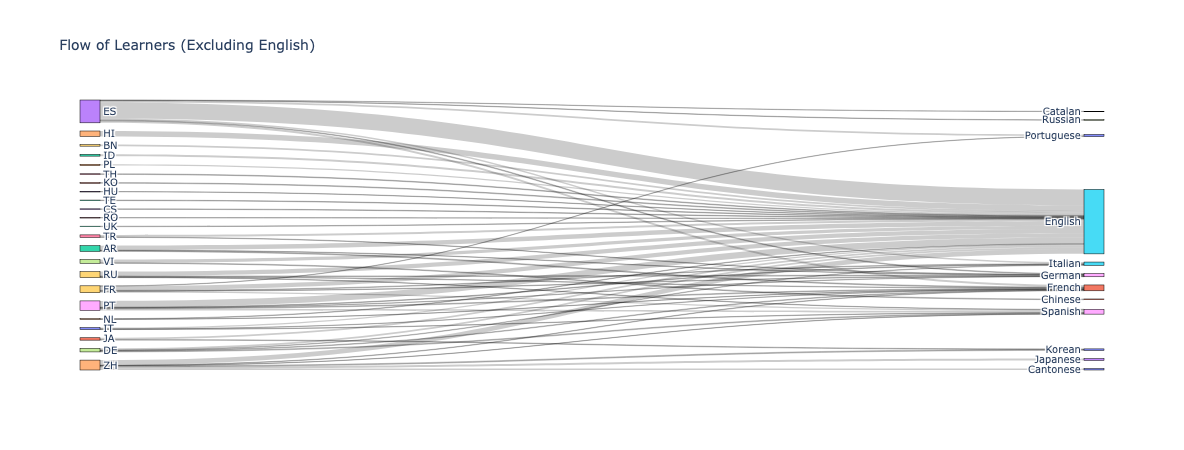 Flow of Learners (Excluding English)
ES
HI
BN
ID
PL
TH
KO
HU
TE
CS
RO
UK
TR
AR
VI
RU
FR
PT
NL
IT
JA
DE
ZH
Catalan
Russian
Portuguese
English
Italian
German
French
Chinese
Spanish
Korean
Japanese
Cantonese